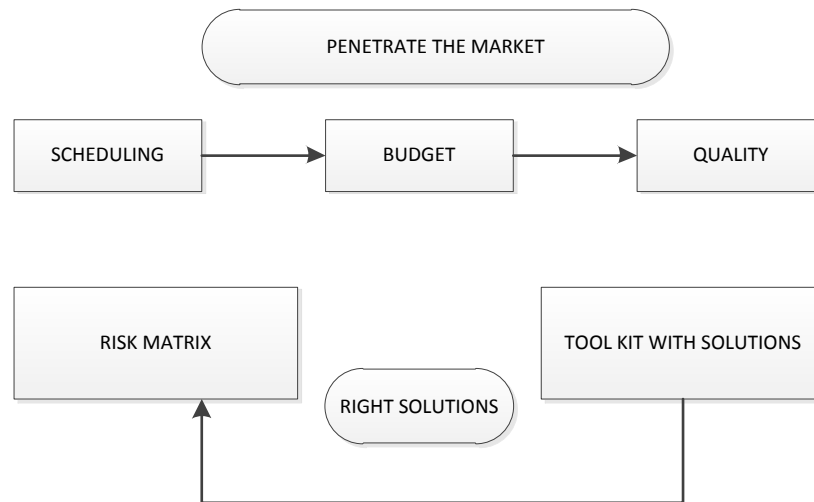 PENETRATE THE MARKET
SCHEDULING
BUDGET
QUALITY
RISK MATRIX
TOOL KIT WITH SOLUTIONS
RIGHT SOLUTIONS